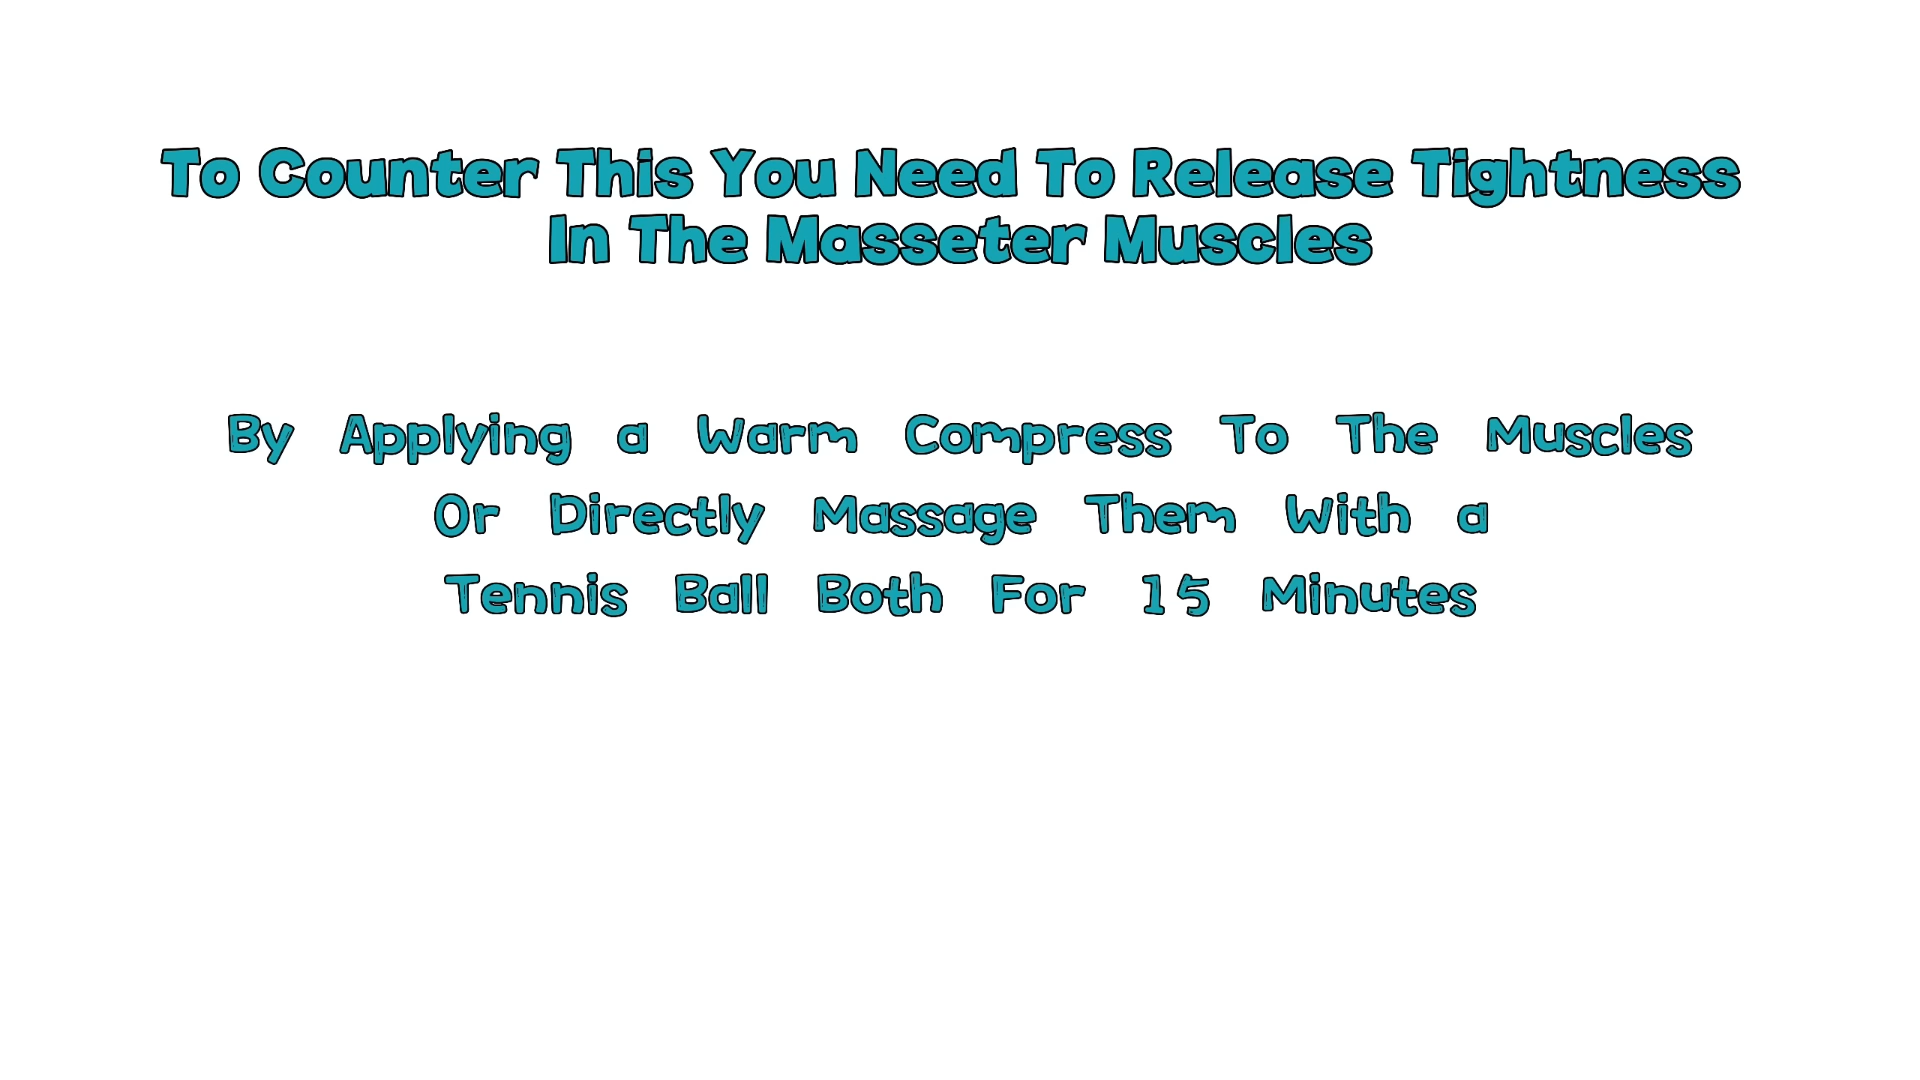 To Counter This You Need To Release Tightness
In The Masseter Muscles
By Applying a Warm Compress To The Muscles
Or Directly Massage Them With a
Tennis Ball Both For 15 Minutes